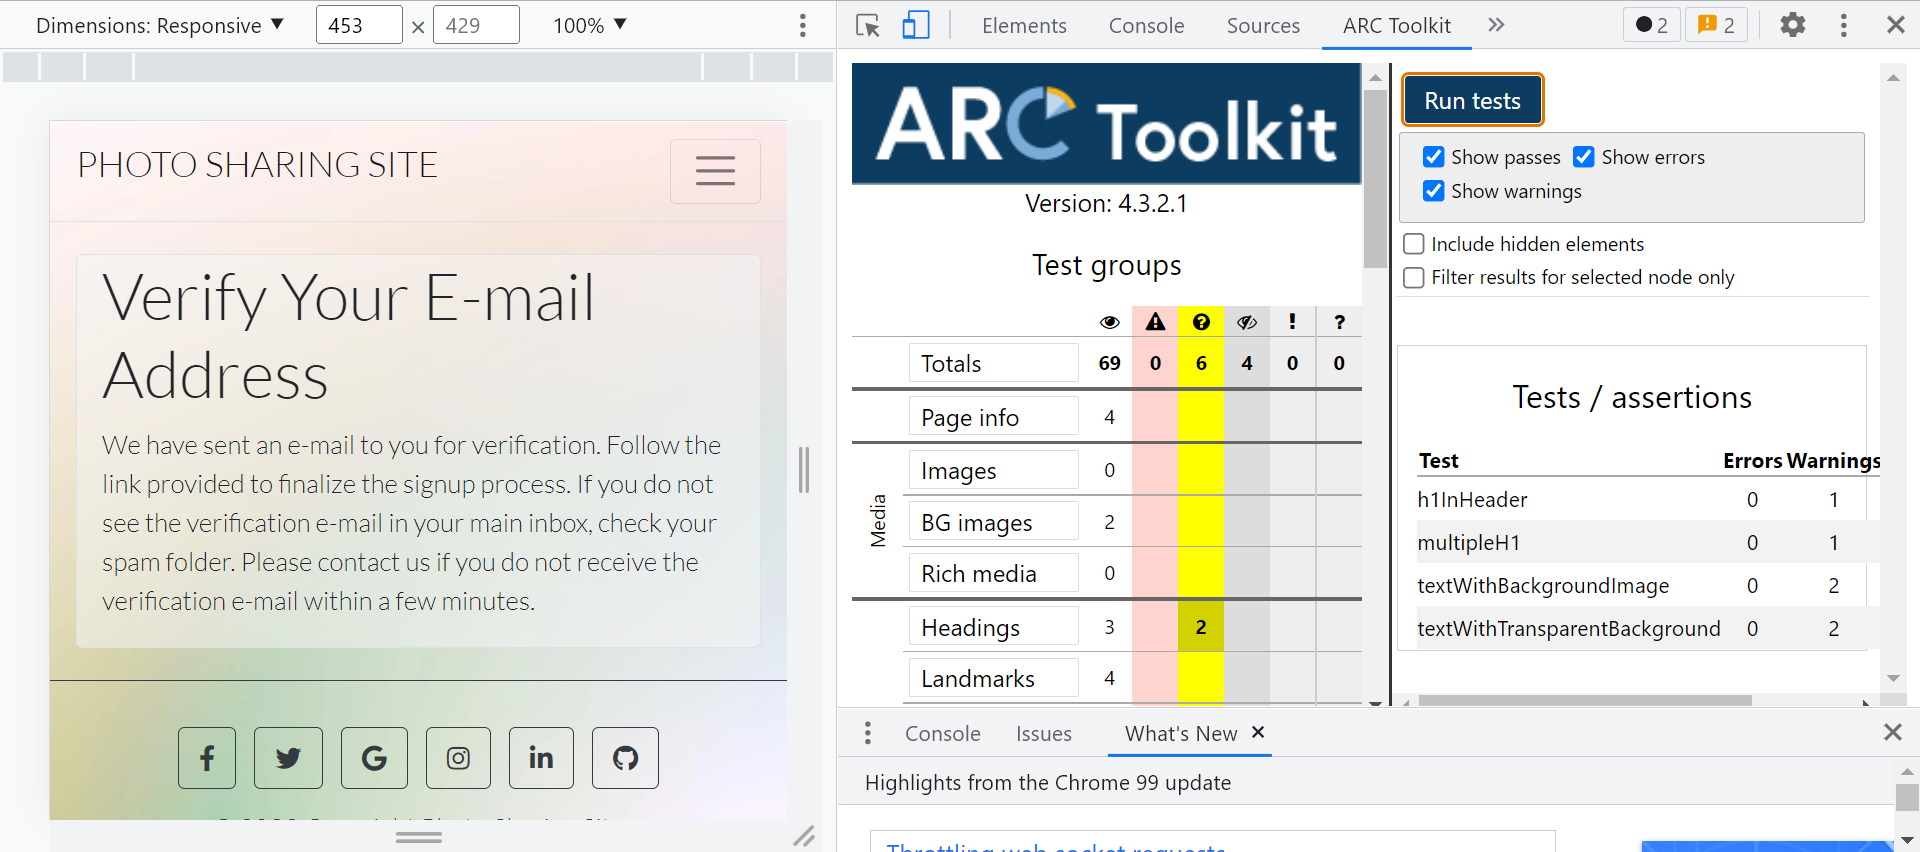 Dimensions: Responsive ▼ 453 × 429 100% ▼
PHOTO SHARING SITE
Verify Your E-mail
Address
We have sent an e-mail to you for verification. Follow the
link provided to finalize the signup process. If you do not
see the verification e-mail in your main inbox, check your
spam folder. Please contact us if you do not receive the
verification e-mail within a few minutes.
Elements Console Sources ARC Toolkit 2 2
ARC Toolkit
Version: 4.3.2.1
Test groups
Totals 69 0 6 4 0 0
Page info 4
Media
Images 0
BG images 2
Rich media 0
Headings 3 2
Landmarks 4
Run tests
Show passes Show errors
Show warnings
Include hidden elements
Filter results for selected node only
Tests / assertions
Test Errors Warnings
h1InHeader 0 1
multipleH1 0 1
textWithBackgroundImage 0 2
textWithTransparentBackground 0 2
Console Issues What's New
Highlights from the Chrome 99 update
Throttling web socket requests